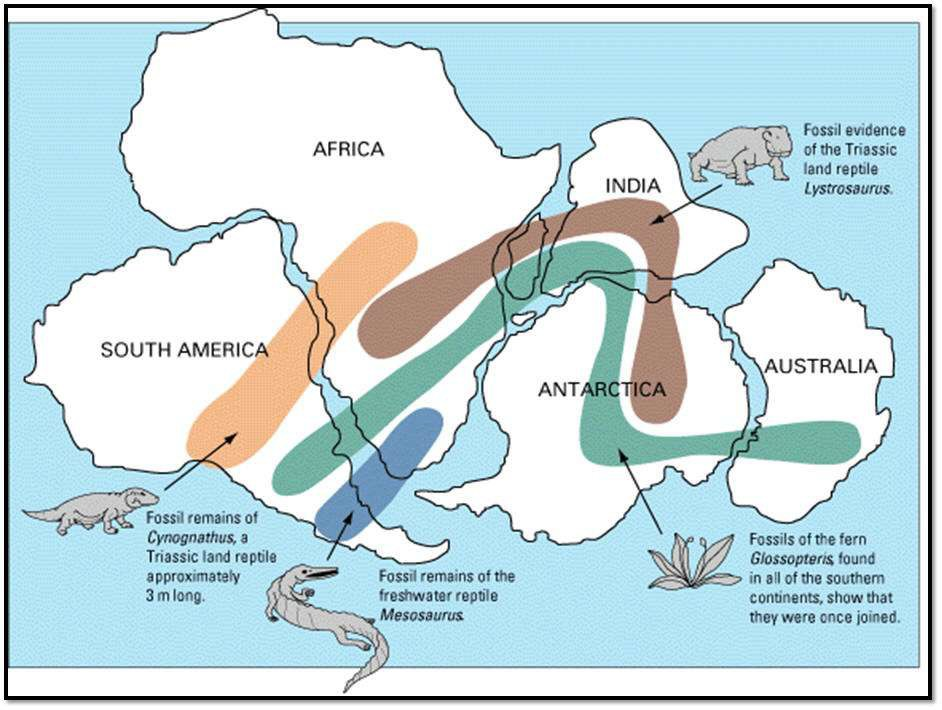 AFRICA
INDIA
Fossil evidence
of the Triassic
land reptile
Lystrosaurus.
SOUTH AMERICA
ANTARCTICA
AUSTRALIA
Fossil remains of
Cynognathus, a
Triassic land reptile
approximately
3 m long.
Fossil remains of the
freshwater reptile
Mesosaurus.
Fossils of the fern
Glossopteris, found
in all of the southern
continents, show that
they were once joined.